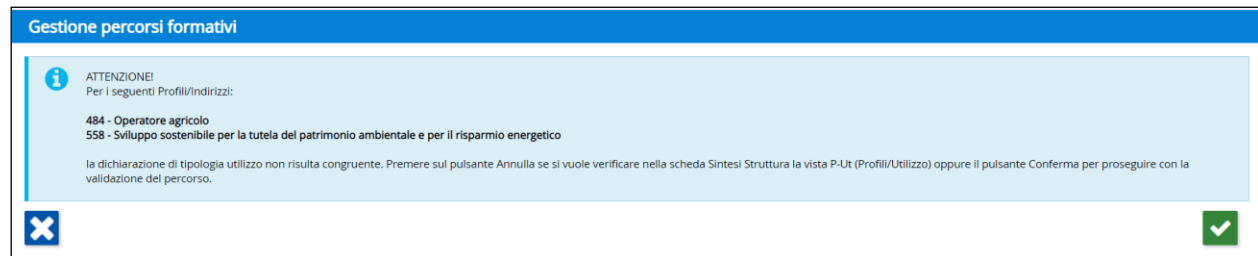 Gestione percorsi formativi
ATTENZIONE!
Per i seguenti Profili/Indirizzi:
484 - Operatore agricolo
558 - Sviluppo sostenibile per la tutela del patrimonio ambientale e per il risparmio energetico
la dichiarazione di tipologia utilizzo non risulta congruente. Premere sul pulsante Annulla se si vuole verificare nella scheda Sintesi Struttura la vista P-Ut (Profili/Utilizzo) oppure il pulsante Conferma per proseguire con la
validazione del percorso.